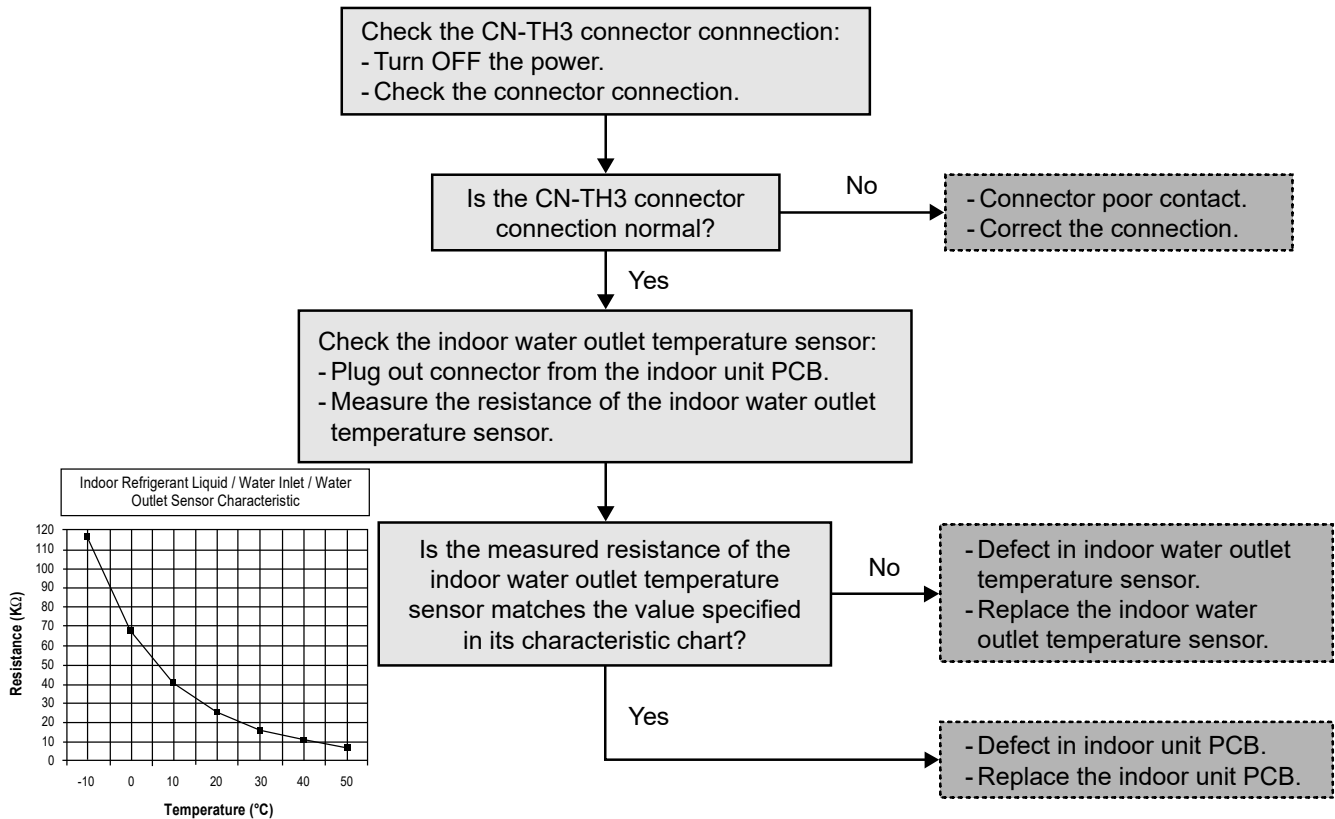 Check the CN-TH3 connector connnection:
- Turn OFF the power.
- Check the connector connection.
Is the CN-TH3 connector
connection normal?
No
- Connector poor contact.
- Correct the connection.
Yes
Check the indoor water outlet temperature sensor:
- Plug out connector from the indoor unit PCB.
- Measure the resistance of the indoor water outlet
temperature sensor.
Indoor Refrigerant Liquid / Water Inlet / Water
Outlet Sensor Characteristic
120
110
100
90
80
70
60
50
40
30
20
10
0
Resistance (KΩ)
-10 0 10 20 30 40 50
Temperature (°C)
Is the measured resistance of the
indoor water outlet temperature
sensor matches the value specified
in its characteristic chart?
No
- Defect in indoor water outlet
temperature sensor.
- Replace the indoor water
outlet temperature sensor.
Yes
- Defect in indoor unit PCB.
- Replace the indoor unit PCB.